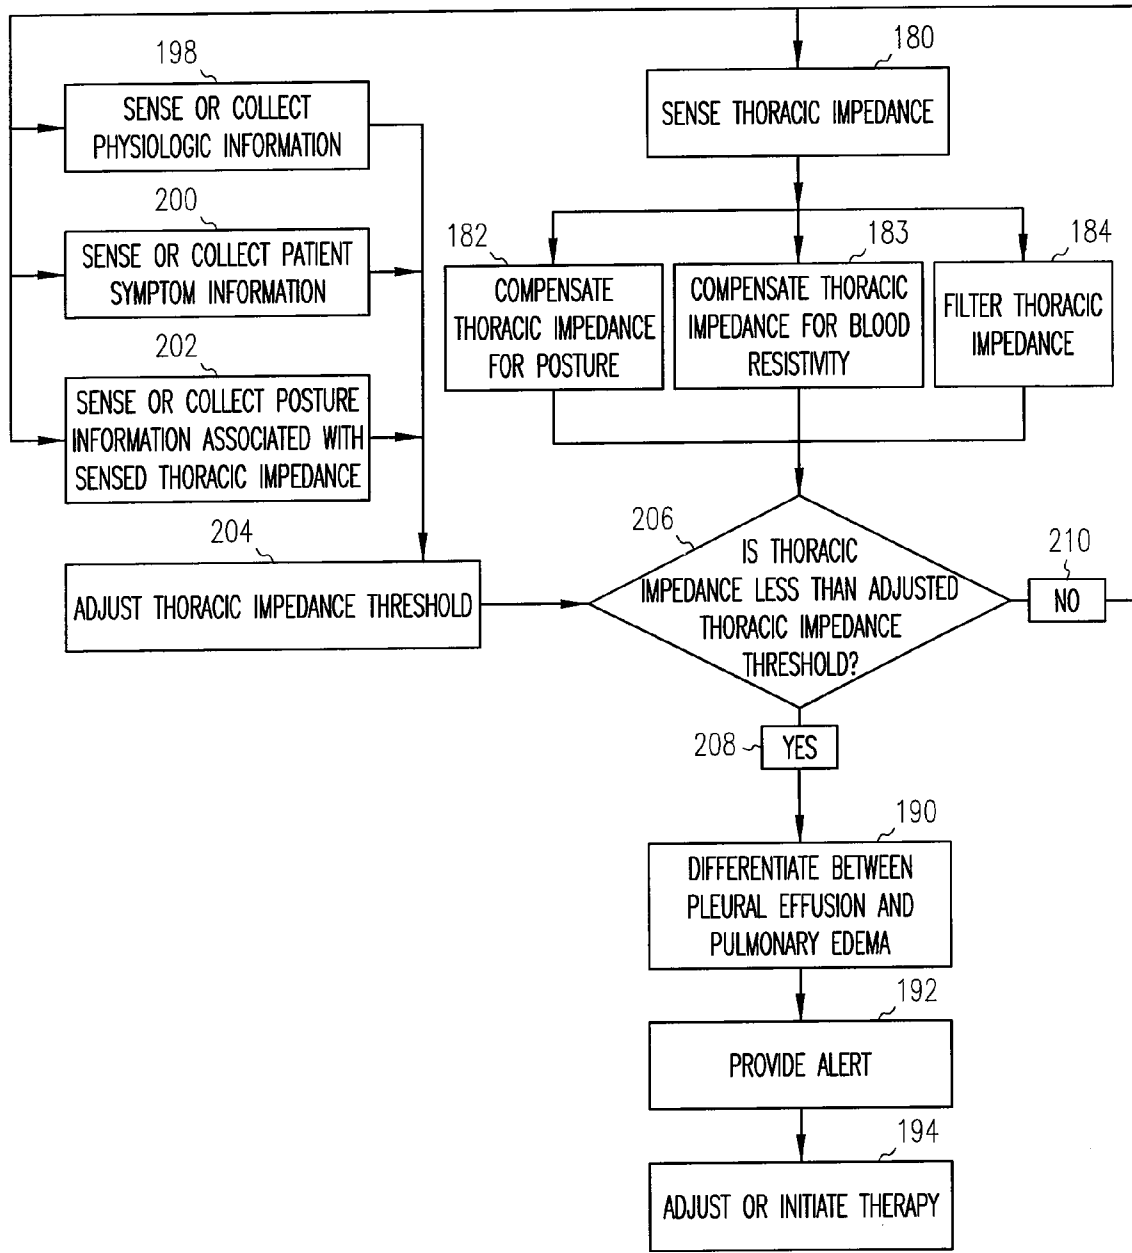 198
SENSE OR COLLECT
PHYSIOLOGIC INFORMATION
200
SENSE OR COLLECT PATIENT
SYMPTOM INFORMATION
202
SENSE OR COLLECT POSTURE
INFORMATION ASSOCIATED WITH
SENSED THORACIC IMPEDANCE
204
ADJUST THORACIC IMPEDANCE THRESHOLD
180
SENSE THORACIC IMPEDANCE
182
COMPENSATE
THORACIC IMPEDANCE
FOR POSTURE
183
COMPENSATE THORACIC
IMPEDANCE FOR BLOOD
RESISTIVITY
184
FILTER THORACIC
IMPEDANCE
206
IS THORACIC
IMPEDANCE LESS THAN ADJUSTED
THORACIC IMPEDANCE
THRESHOLD?
210
NO
208
YES
190
DIFFERENTIATE BETWEEN
PLEURAL EFFUSION AND
PULMONARY EDEMA
192
PROVIDE ALERT
194
ADJUST OR INITIATE THERAPY